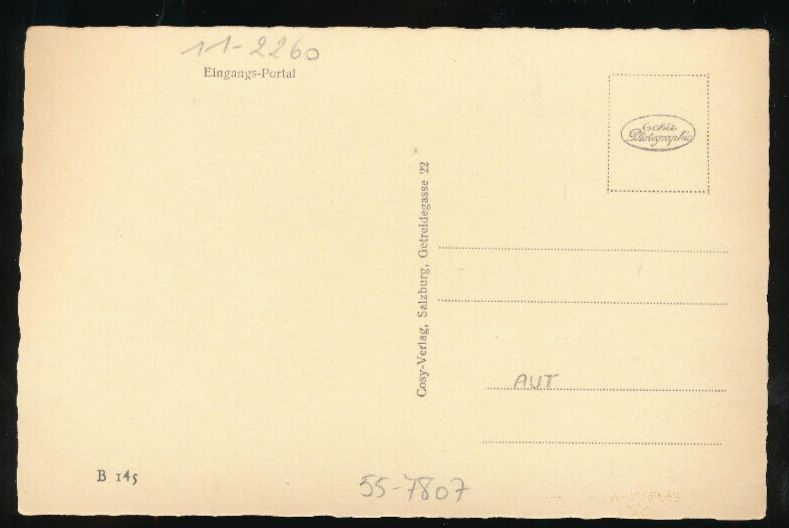 11-2260
Eingangs-Portal
Echte
Photographie
Cosy-Verlag, Salzburg, Getreidegasse 22
AUT
B 145
55-7807